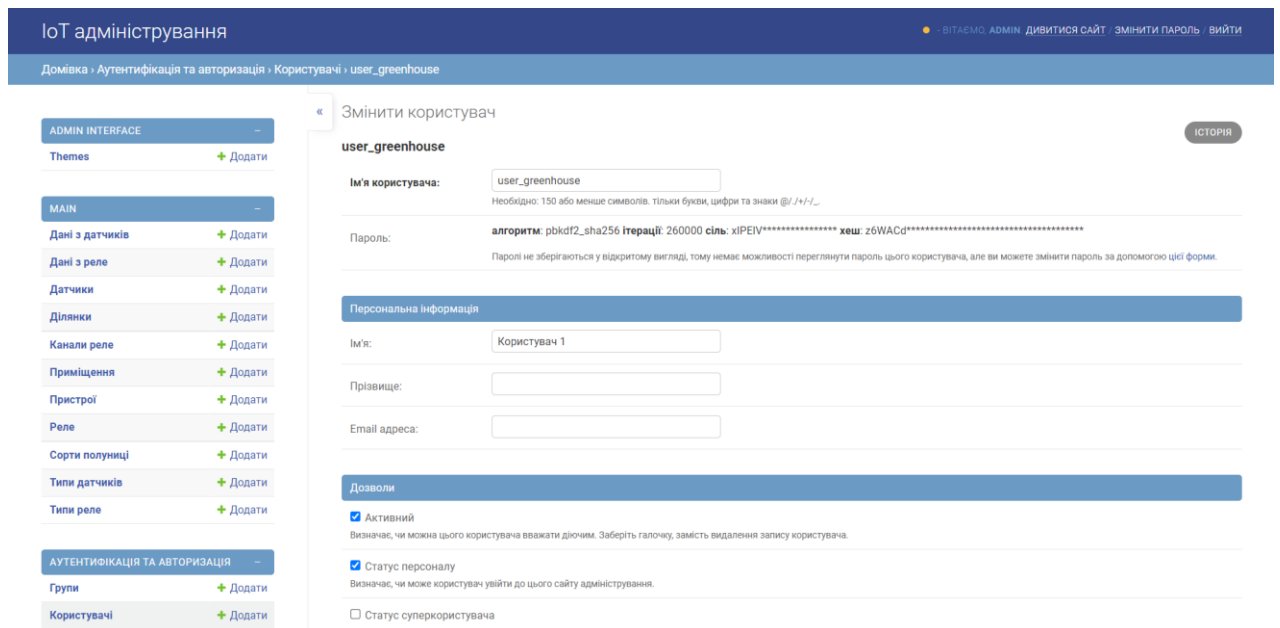 IoT адміністрування
- ВІТАЄМО, ADMIN ДИВИТИСЯ САЙТ / ЗМІНИТИ ПАРОЛЬ / ВИЙТИ
Домівка › Аутентифікація та авторизація › Користувачі › user_greenhouse
ADMIN INTERFACE –
Themes + Додати
MAIN –
Дані з датчиків + Додати
Дані з реле + Додати
Датчики + Додати
Ділянки + Додати
Канали реле + Додати
Приміщення + Додати
Пристрої + Додати
Реле + Додати
Сорти полуниці + Додати
Типи датчиків + Додати
Типи реле + Додати
АУТЕНТИФІКАЦІЯ ТА АВТОРИЗАЦІЯ –
Групи + Додати
Користувачі + Додати
«
Змінити користувач
ІСТОРІЯ
user_greenhouse
Ім'я користувача: user_greenhouse
Необхідно: 150 або менше символів. тільки букви, цифри та знаки @/./+/-/_.
Пароль: алгоритм: pbkdf2_sha256 ітерації: 260000 сіль: xIPEIV**************** хеш: z6WACd**************************************
Паролі не зберігаються у відкритому вигляді, тому немає можливості переглянути пароль цього користувача, але ви можете змінити пароль за допомогою цієї форми.
Персональна інформація
Ім'я: Користувач 1
Прізвище:
Email адреса:
Дозволи
Активний
Визначає, чи можна цього користувача вважати діючим. Заберіть галочку, замість видалення запису користувача.
Статус персоналу
Визначає, чи може користувач увійти до цього сайту адміністрування.
Статус суперкористувача